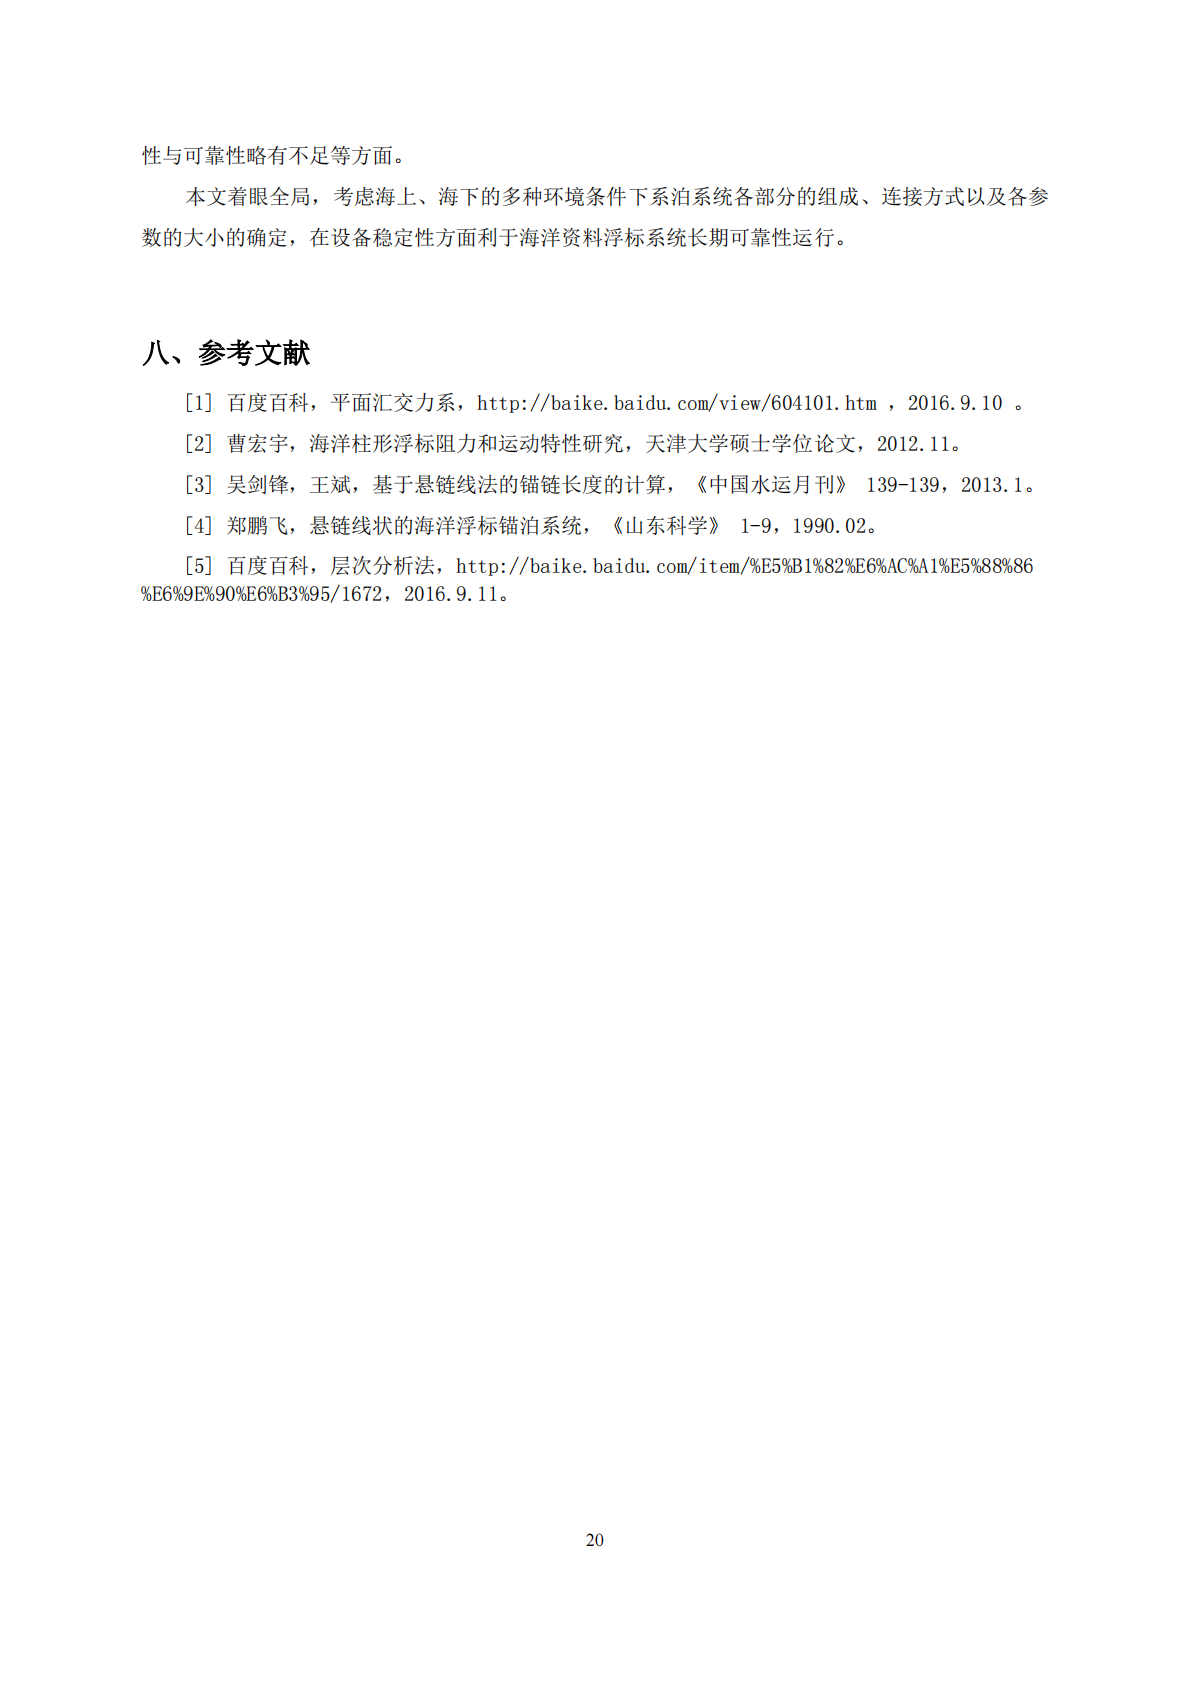 性与可靠性略有不足等方面。
本文着眼全局，考虑海上、海下的多种环境条件下系泊系统各部分的组成、连接方式以及各参
数的大小的确定，在设备稳定性方面利于海洋资料浮标系统长期可靠性运行。
八、参考文献
[1] 百度百科，平面汇交力系，http://baike.baidu.com/view/604101.htm ，2016.9.10 。
[2] 曹宏宇，海洋柱形浮标阻力和运动特性研究，天津大学硕士学位论文，2012.11。
[3] 吴剑锋，王斌，基于悬链线法的锚链长度的计算，《中国水运月刊》 139-139，2013.1。
[4] 郑鹏飞，悬链线状的海洋浮标锚泊系统，《山东科学》 1-9，1990.02。
[5] 百度百科，层次分析法，http://baike.baidu.com/item/%E5%B1%82%E6%AC%A1%E5%88%86
%E6%9E%90%E6%B3%95/1672，2016.9.11。
20